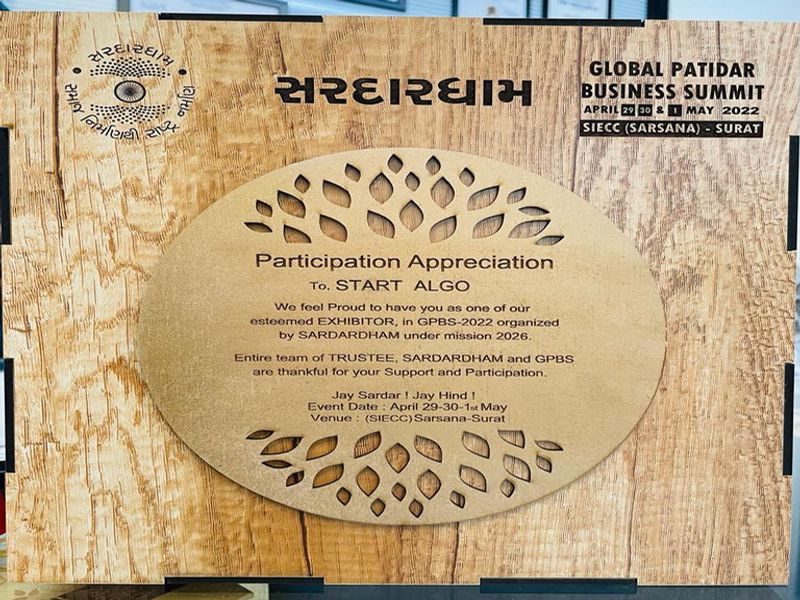 સરદારધામ
સરદારધામ
GLOBAL PATIDAR
BUSINESS SUMMIT
APRIL 29 30 & 1 MAY 2022
SIECC (SARSANA) - SURAT
Participation Appreciation
To. START ALGO
We feel Proud to have you as one of our
esteemed EXHIBITOR, in GPBS-2022 organized
by SARDARDHAM under mission 2026.
Entire team of TRUSTEE, SARDARDHAM and GPBS
are thankful for your Support and Participation.
Jay Sardar ! Jay Hind !
Event Date : April 29-30-1st May
Venue : (SIECC) Sarsana-Surat